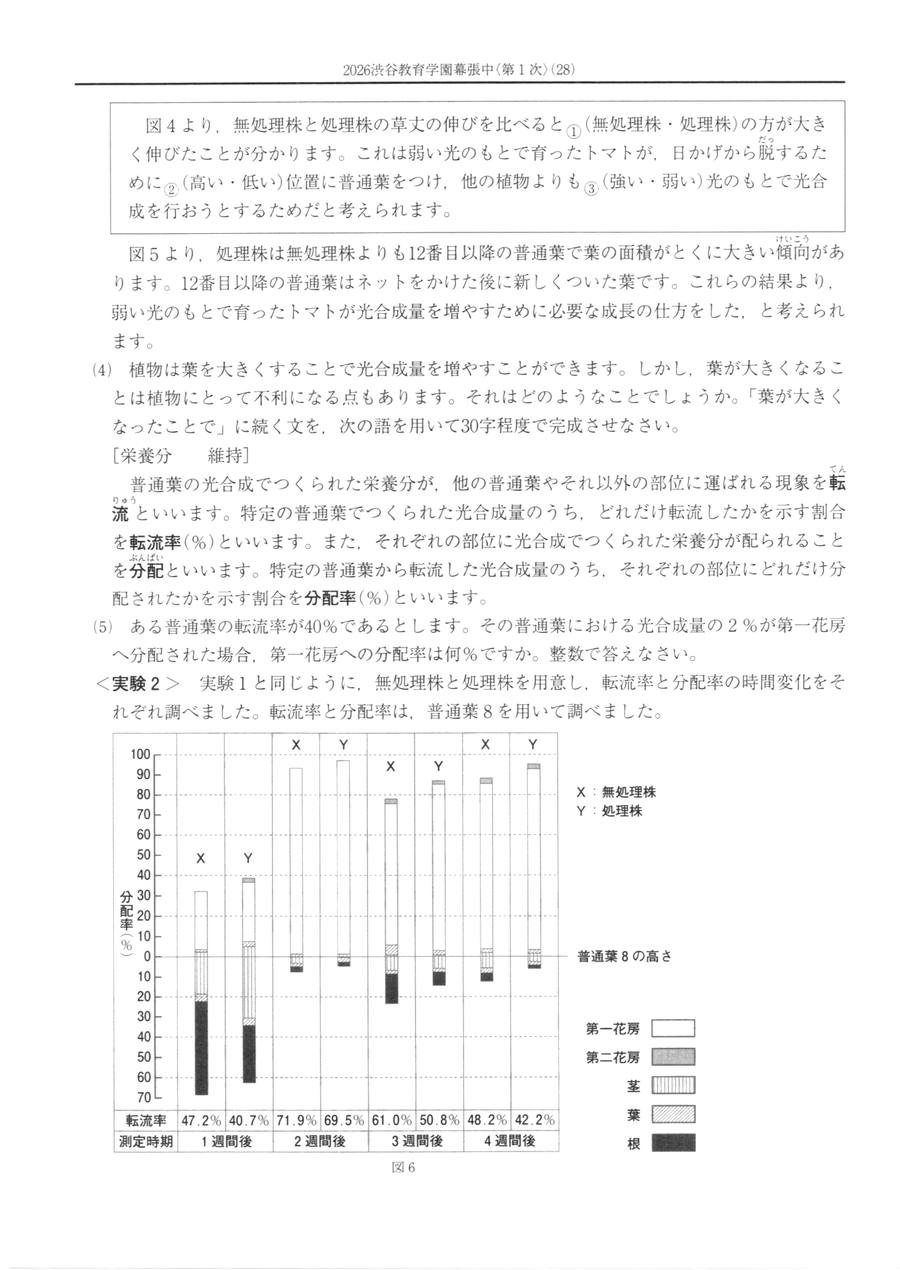 2026渋谷教育学園幕張中〈第1次〉(28)
図4より，無処理株と処理株の草丈の伸びを比べると①(無処理株・処理株)の方が大き
く伸びたことが分かります。これは弱い光のもとで育ったトマトが，日かげから脱するた
めに②(高い・低い)位置に普通葉をつけ，他の植物よりも③(強い・弱い)光のもとで光合
成を行おうとするためだと考えられます。
図5より，処理株は無処理株よりも12番目以降の普通葉で葉の面積がとくに大きい傾向があ
ります。12番目以降の普通葉はネットをかけた後に新しくついた葉です。これらの結果より，
弱い光のもとで育ったトマトが光合成量を増やすために必要な成長の仕方をした，と考えられ
ます。
(4) 植物は葉を大きくすることで光合成量を増やすことができます。しかし，葉が大きくなるこ
とは植物にとって不利になる点もあります。それはどのようなことでしょうか。「葉が大きく
なったことで」に続く文を，次の語を用いて30字程度で完成させなさい。
[栄養分 維持]
普通葉の光合成でつくられた栄養分が，他の普通葉やそれ以外の部位に運ばれる現象を転
流といいます。特定の普通葉でつくられた光合成量のうち，どれだけ転流したかを示す割合
を転流率(%)といいます。また，それぞれの部位に光合成でつくられた栄養分が配られること
を分配といいます。特定の普通葉から転流した光合成量のうち，それぞれの部位にどれだけ分
配されたかを示す割合を分配率(%)といいます。
(5) ある普通葉の転流率が40%であるとします。その普通葉における光合成量の2%が第一花房
へ分配された場合，第一花房への分配率は何%ですか。整数で答えなさい。
＜実験2＞ 実験1と同じように，無処理株と処理株を用意し，転流率と分配率の時間変化をそ
れぞれ調べました。転流率と分配率は，普通葉8を用いて調べました。
X Y X Y X Y X Y
100
90
80
70
60
50
40
30
20
10
0
10
20
30
40
50
60
70
分配率(%)
X：無処理株
Y：処理株
普通葉8の高さ
第一花房
第二花房
茎
葉
根
転流率 47.2% 40.7% 71.9% 69.5% 61.0% 50.8% 48.2% 42.2%
測定時期 1週間後 2週間後 3週間後 4週間後
図6